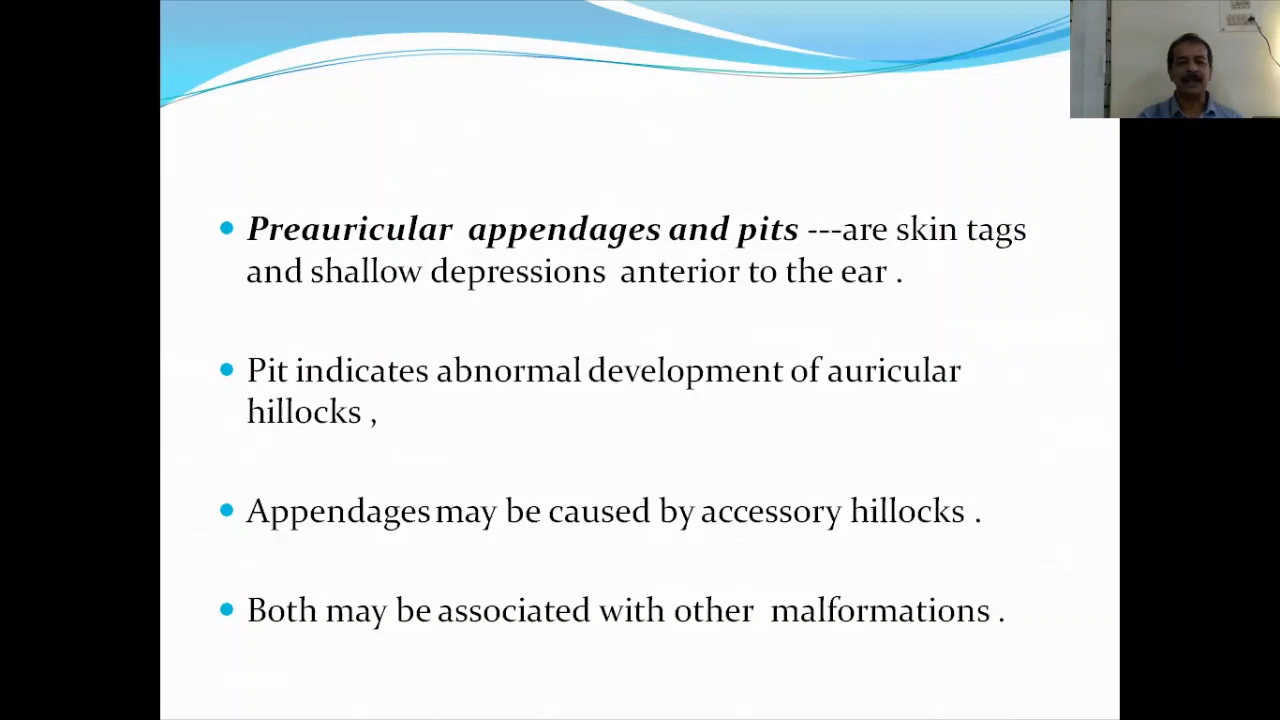 Preauricular appendages and pits ---are skin tags
and shallow depressions anterior to the ear .
Pit indicates abnormal development of auricular
hillocks ,
Appendages may be caused by accessory hillocks .
Both may be associated with other malformations .